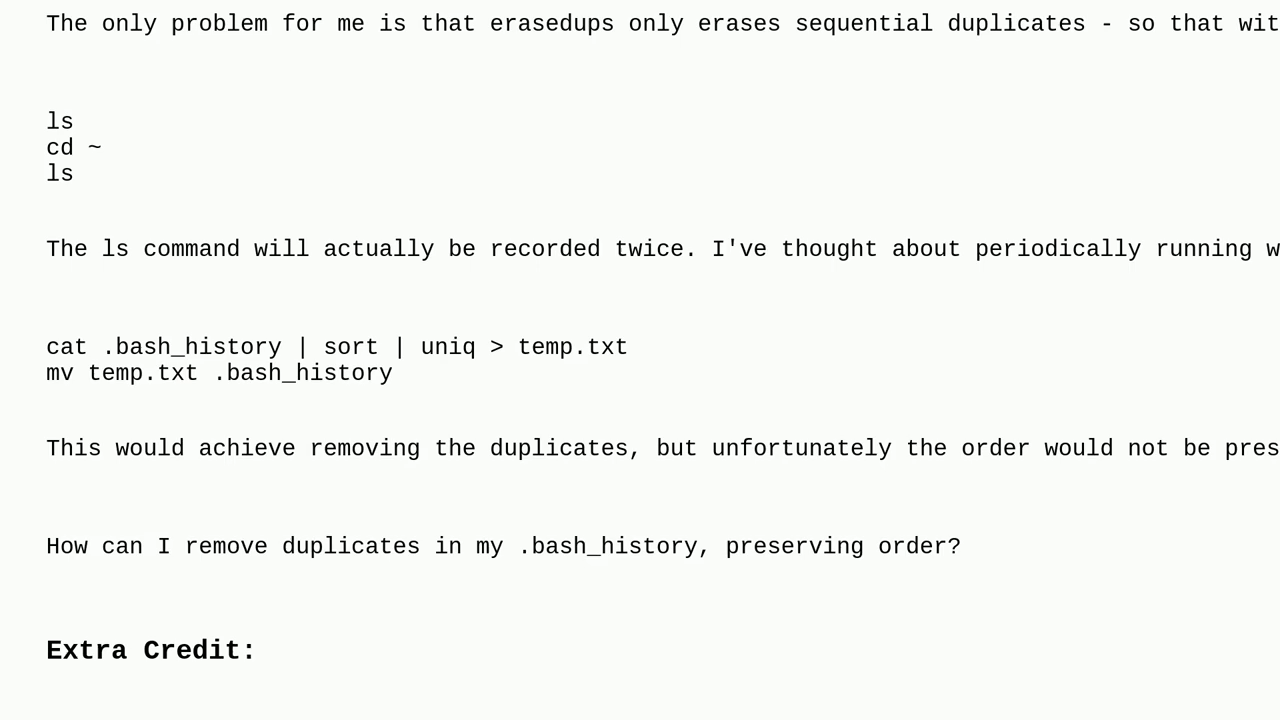 The only problem for me is that erasedups only erases sequential duplicates - so that wit
ls
cd ~
ls
The ls command will actually be recorded twice. I've thought about periodically running w
cat .bash_history | sort | uniq > temp.txt
mv temp.txt .bash_history
This would achieve removing the duplicates, but unfortunately the order would not be pres
How can I remove duplicates in my .bash_history, preserving order?
Extra Credit: